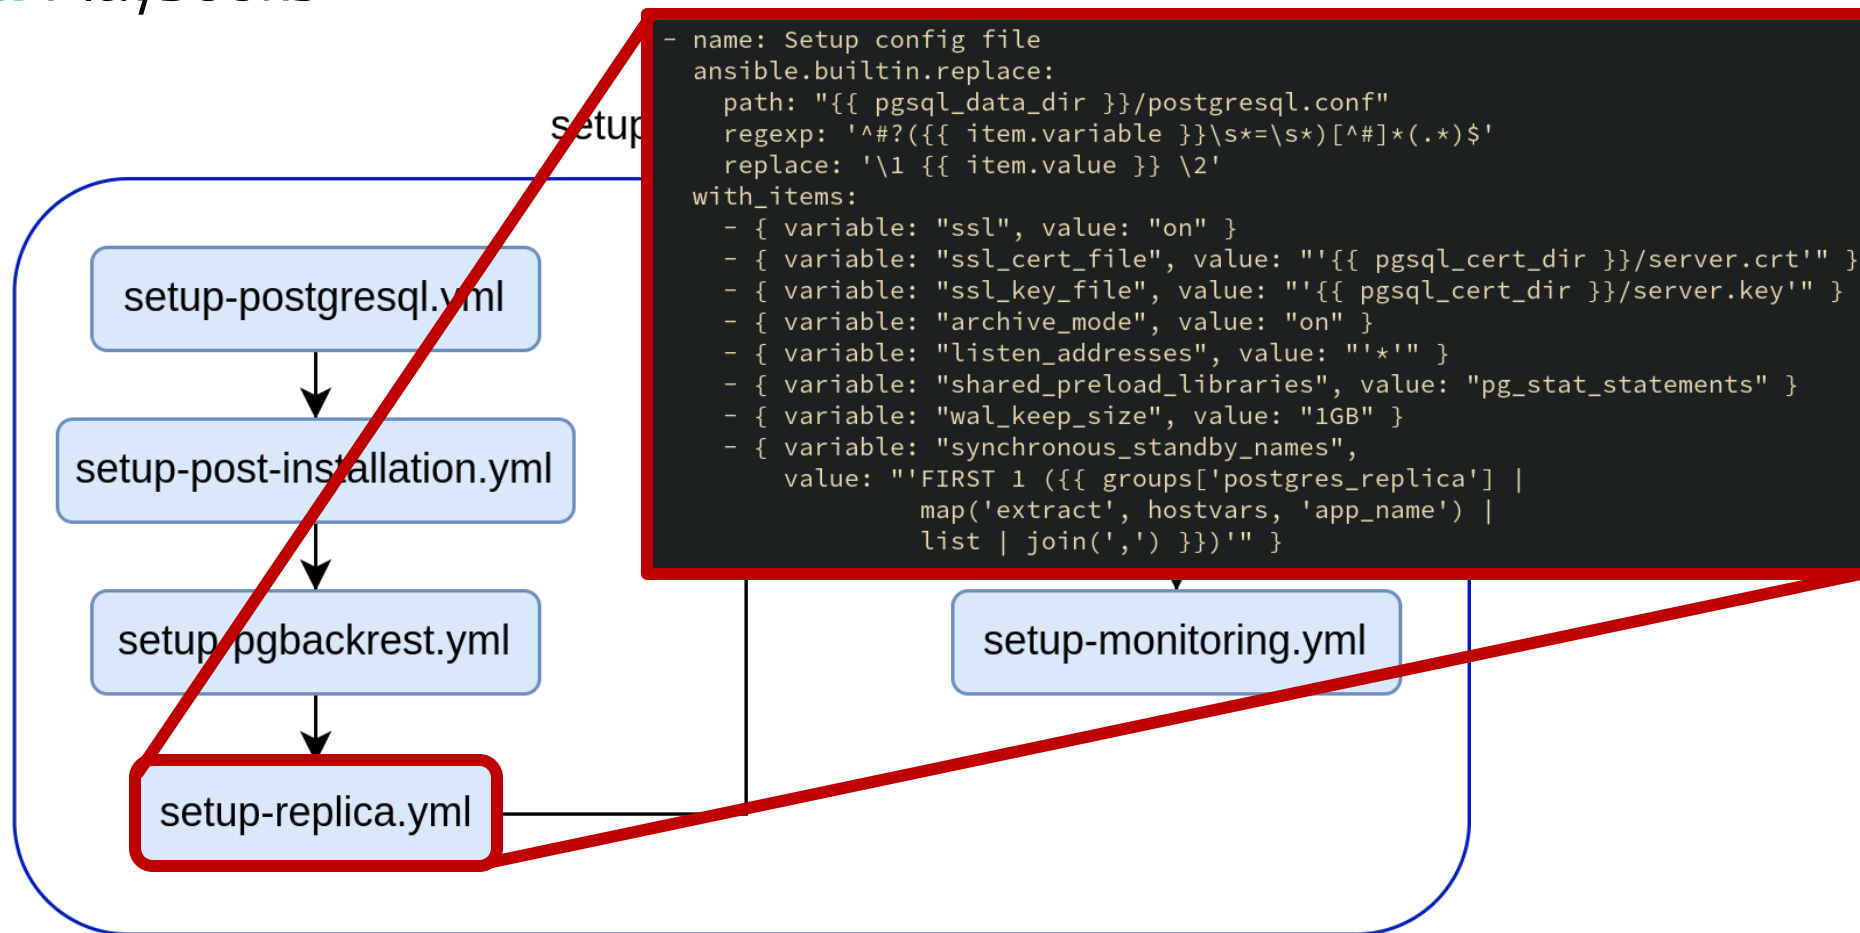 Playbooks
setup
- name: Setup config file
  ansible.builtin.replace:
    path: "{{ pgsql_data_dir }}/postgresql.conf"
    regexp: '^#?({{ item.variable }}\s*=\s*)[^#]*(.*)$'
    replace: '\1 {{ item.value }} \2'
  with_items:
    - { variable: "ssl", value: "on" }
    - { variable: "ssl_cert_file", value: "'{{ pgsql_cert_dir }}/server.crt'" }
    - { variable: "ssl_key_file", value: "'{{ pgsql_cert_dir }}/server.key'" }
    - { variable: "archive_mode", value: "on" }
    - { variable: "listen_addresses", value: "'*'" }
    - { variable: "shared_preload_libraries", value: "pg_stat_statements" }
    - { variable: "wal_keep_size", value: "1GB" }
    - { variable: "synchronous_standby_names",
        value: "'FIRST 1 ({{ groups['postgres_replica'] |
                 map('extract', hostvars, 'app_name') |
                 list | join(',') }})'" }
setup-postgresql.yml
setup-post-installation.yml
setup-pgbackrest.yml
setup-replica.yml
setup-monitoring.yml